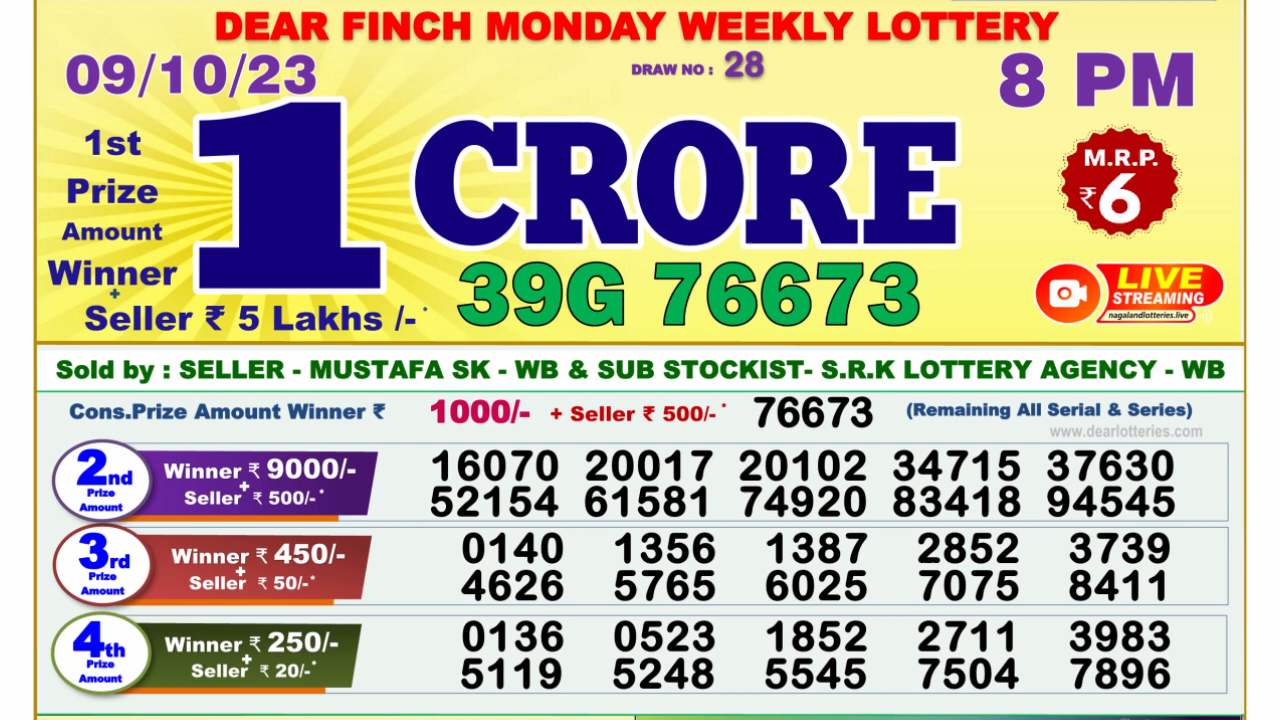 DEAR FINCH MONDAY WEEKLY LOTTERY
09/10/23
DRAW NO : 28
8 PM
1st
Prize
Amount
Winner
+
Seller ₹ 5 Lakhs /- *
1 CRORE
39G 76673
M.R.P.
₹6
LIVE
STREAMING
nagalandlotteries.live
Sold by : SELLER - MUSTAFA SK - WB & SUB STOCKIST- S.R.K LOTTERY AGENCY - WB
Cons.Prize Amount Winner ₹ 1000/- + Seller ₹ 500/- * 76673 (Remaining All Serial & Series)
www.dearlotteries.com
2nd
Prize
Amount
Winner ₹ 9000/-
+
Seller ₹ 500/- *
16070 20017 20102 34715 37630
52154 61581 74920 83418 94545
3rd
Prize
Amount
Winner ₹ 450/-
+
Seller ₹ 50/- *
0140 1356 1387 2852 3739
4626 5765 6025 7075 8411
4th
Prize
Amount
Winner ₹ 250/-
+
Seller ₹ 20/- *
0136 0523 1852 2711 3983
5119 5248 5545 7504 7896